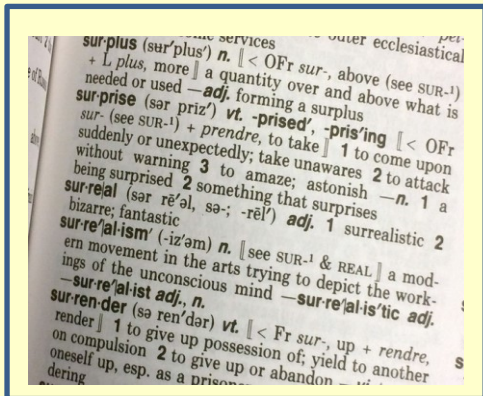 services
to outer ecclesiastical
sur·plus (sur′plus′) n. ⟦< OFr sur-, above (see SUR-¹)
+ L plus, more⟧ a quantity over and above what is
needed or used —adj. forming a surplus
sur·prise (sər prīz′) vt. -prised′, -pris′ing ⟦< OFr
sur- (see SUR-¹) + prendre, to take⟧ 1 to come upon
suddenly or unexpectedly; take unawares 2 to attack
without warning 3 to amaze; astonish —n. 1 a
being surprised 2 something that surprises
sur·re|al (sər rē′əl, sə-; -rēl′) adj. 1 surrealistic 2
bizarre; fantastic
sur·re′|al·ism′ (-iz′əm) n. ⟦see SUR-¹ & REAL⟧ a mod-
ern movement in the arts trying to depict the work-
ings of the unconscious mind —sur·re′|al·is′tic adj.
—sur·re′|al·ist adj., n.
sur·ren·der (sə ren′dər) vt. ⟦< Fr sur-, up + rendre,
render⟧ 1 to give up possession of; yield to another
on compulsion 2 to give up or abandon
oneself up, esp. as a
dering